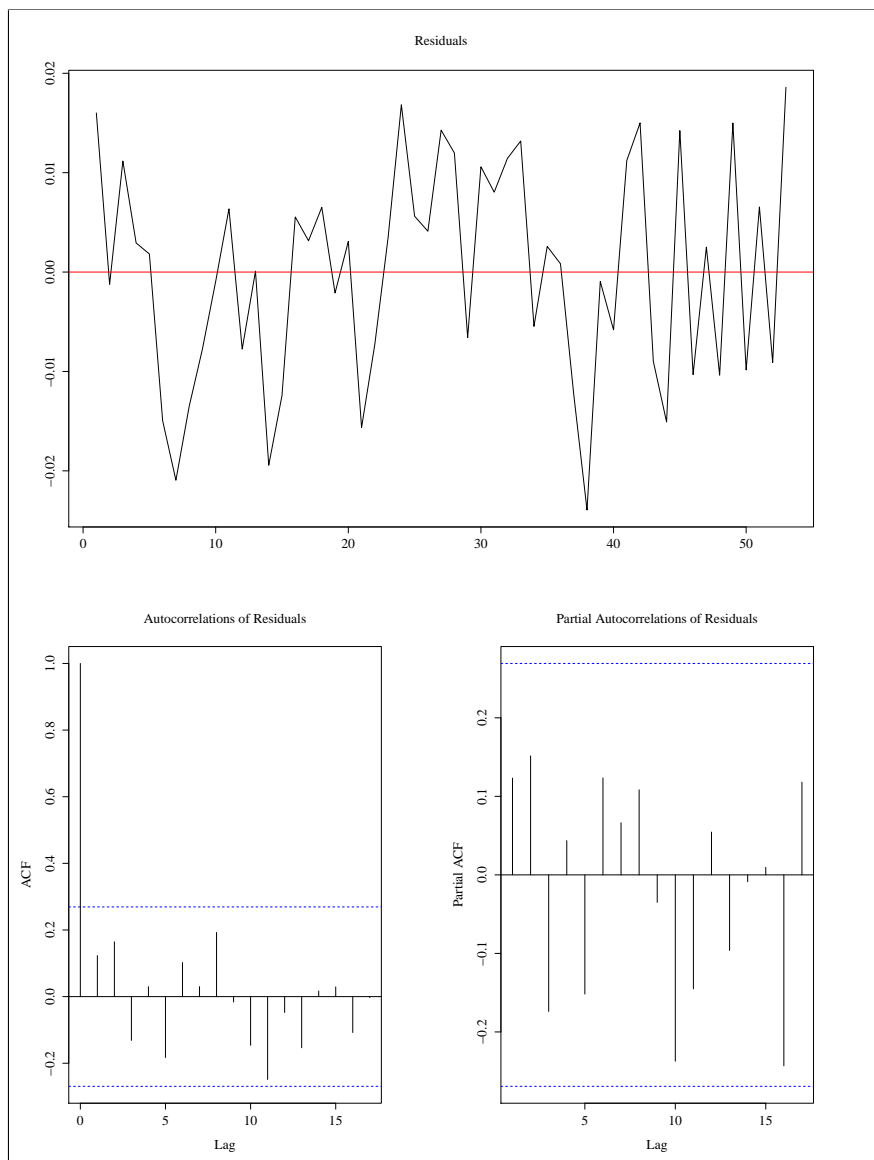 Residuals
0.02
0.01
0.00
−0.01
−0.02
0 10 20 30 40 50
Autocorrelations of Residuals
ACF
1.0
0.8
0.6
0.4
0.2
0.0
−0.2
0 5 10 15
Lag
Partial Autocorrelations of Residuals
Partial ACF
0.2
0.1
0.0
−0.1
−0.2
5 10 15
Lag